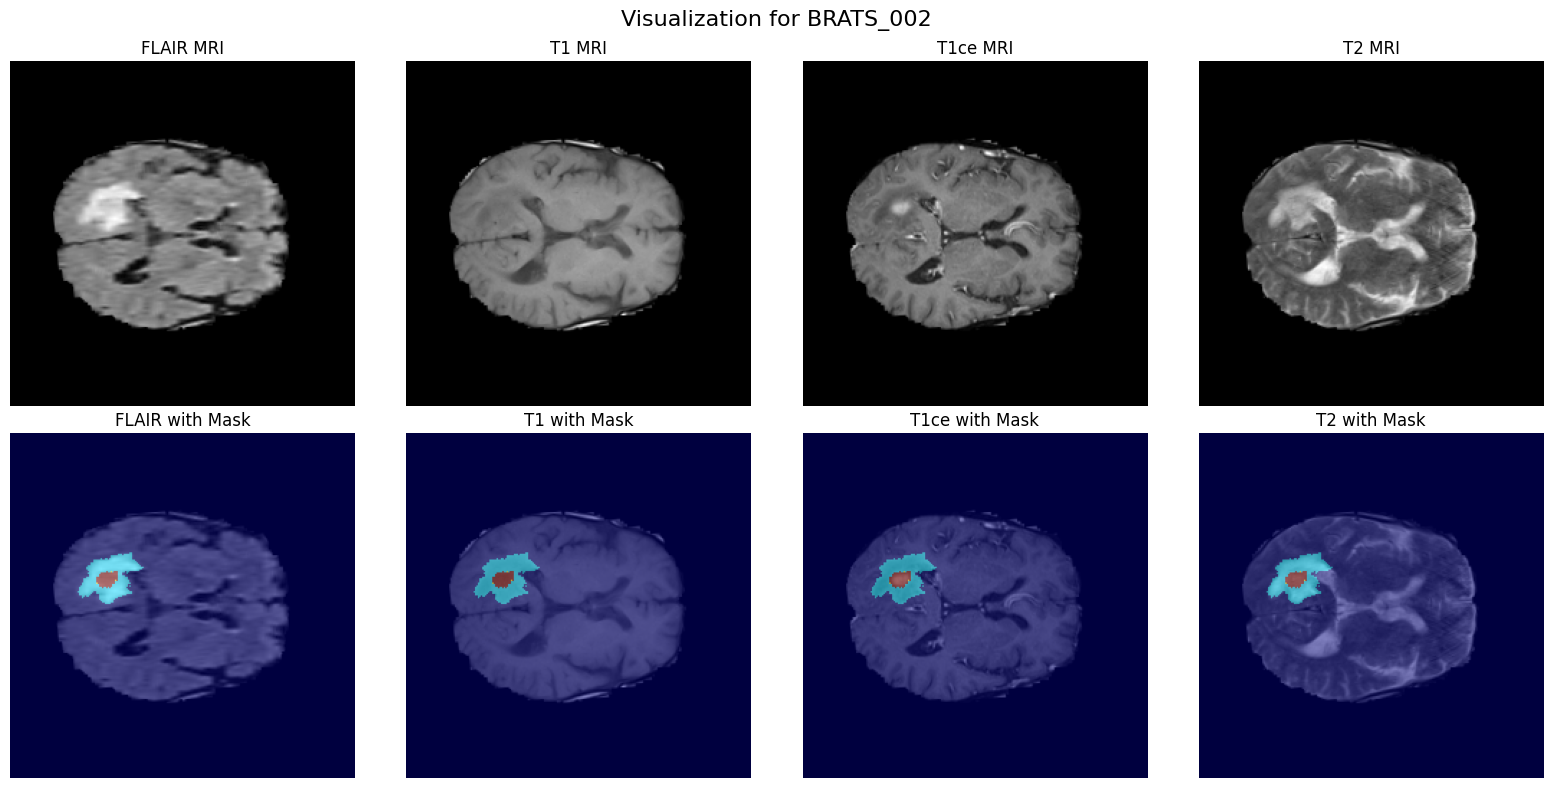 Visualization for BRATS_002
FLAIR MRI
T1 MRI
T1ce MRI
T2 MRI
FLAIR with Mask
T1 with Mask
T1ce with Mask
T2 with Mask